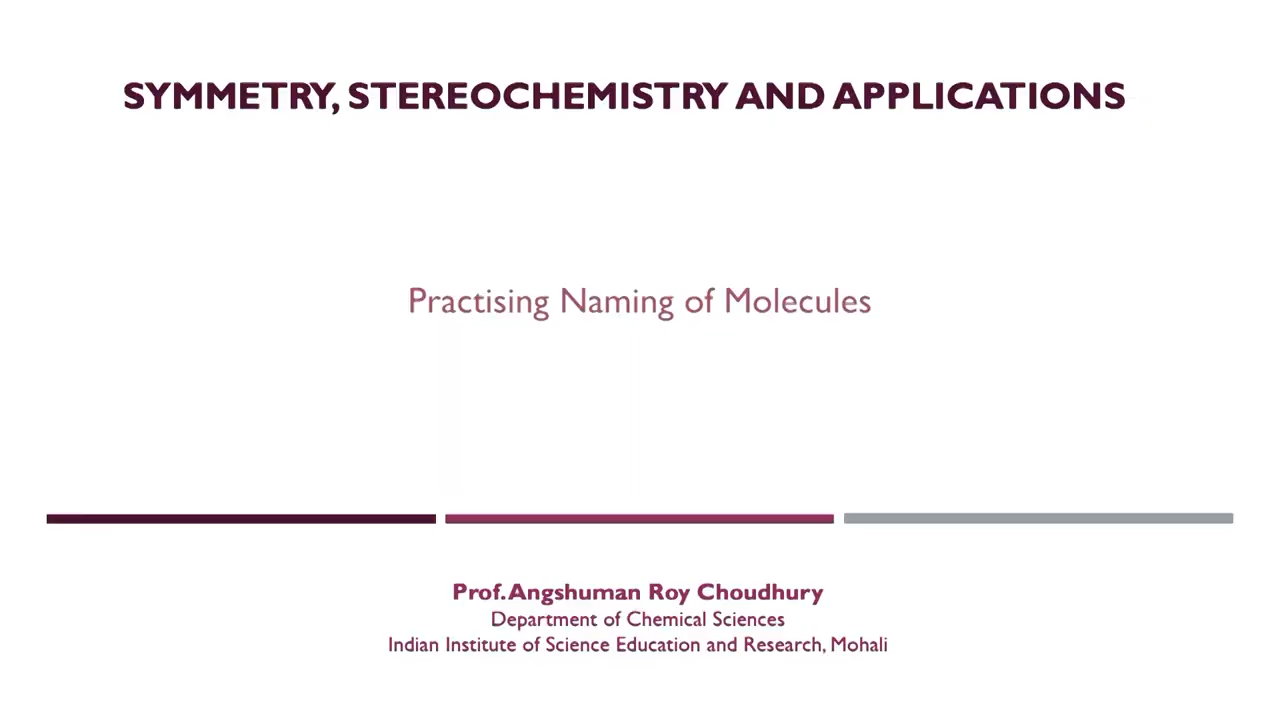 SYMMETRY, STEREOCHEMISTRY AND APPLICATIONS
Practising Naming of Molecules
Prof. Angshuman Roy Choudhury
Department of Chemical Sciences
Indian Institute of Science Education and Research, Mohali